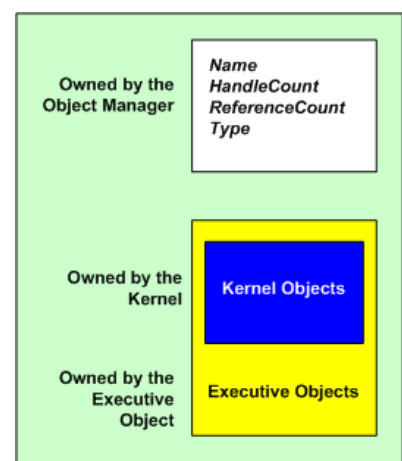 Owned by the
Object Manager
Name
HandleCount
ReferenceCount
Type
Owned by the
Kernel
Kernel Objects
Owned by the
Executive
Object
Executive Objects